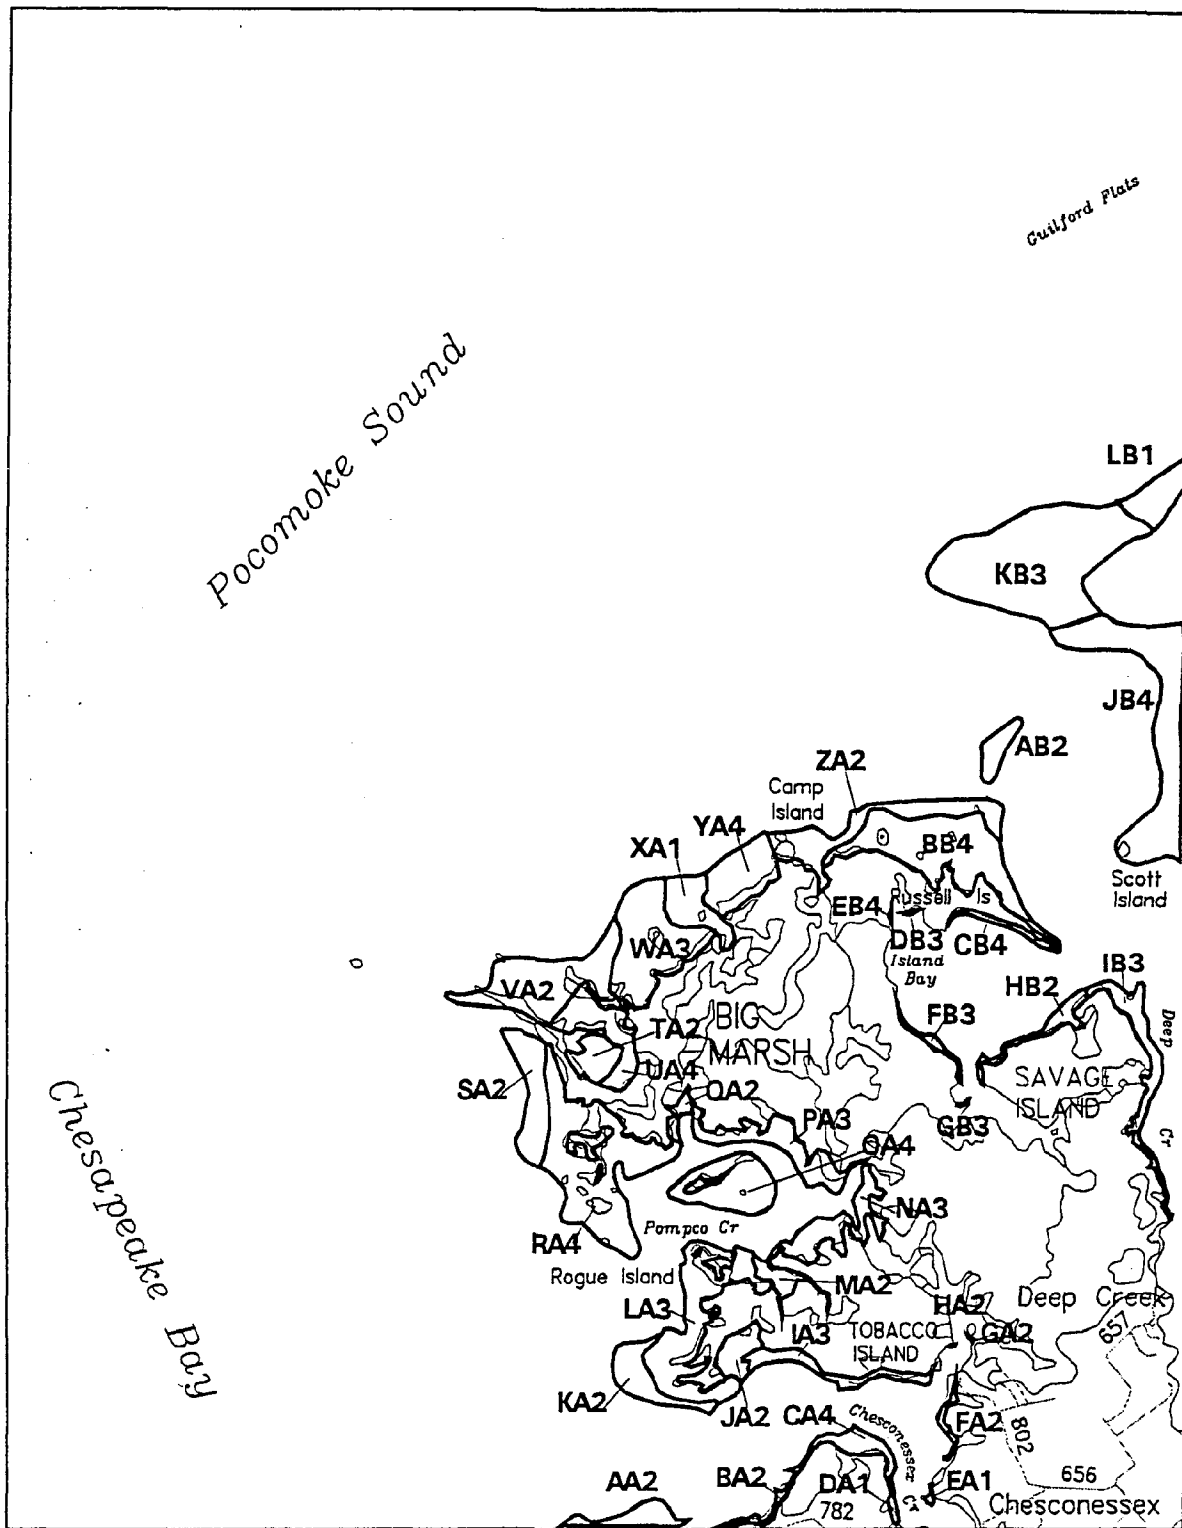 Guilford Flats
Pocomoke Sound
LB1
KB3
JB4
AB2
ZA2
Camp
Island
YA4
XA1
BB4
Scott
Island
EB4
Russell Is
DB3
CB4
WA3
Island
Bay
IB3
HB2
VA2
FB3
Deep
Cr
TA2
BIG
MARSH
UA4
SA2
SAVAGE
ISLAND
QA2
PA3
GB3
OA4
NA3
Pompco Cr
RA4
Rogue Island
MA2
LA3
HA2
Deep Creek
IA3
TOBACCO
ISLAND
GA2
657
Chesapeake Bay
KA2
JA2
CA4
Chesconesser
Cr
FA2
802
AA2
BA2
DA1
782
EA1
656
Chesconessex